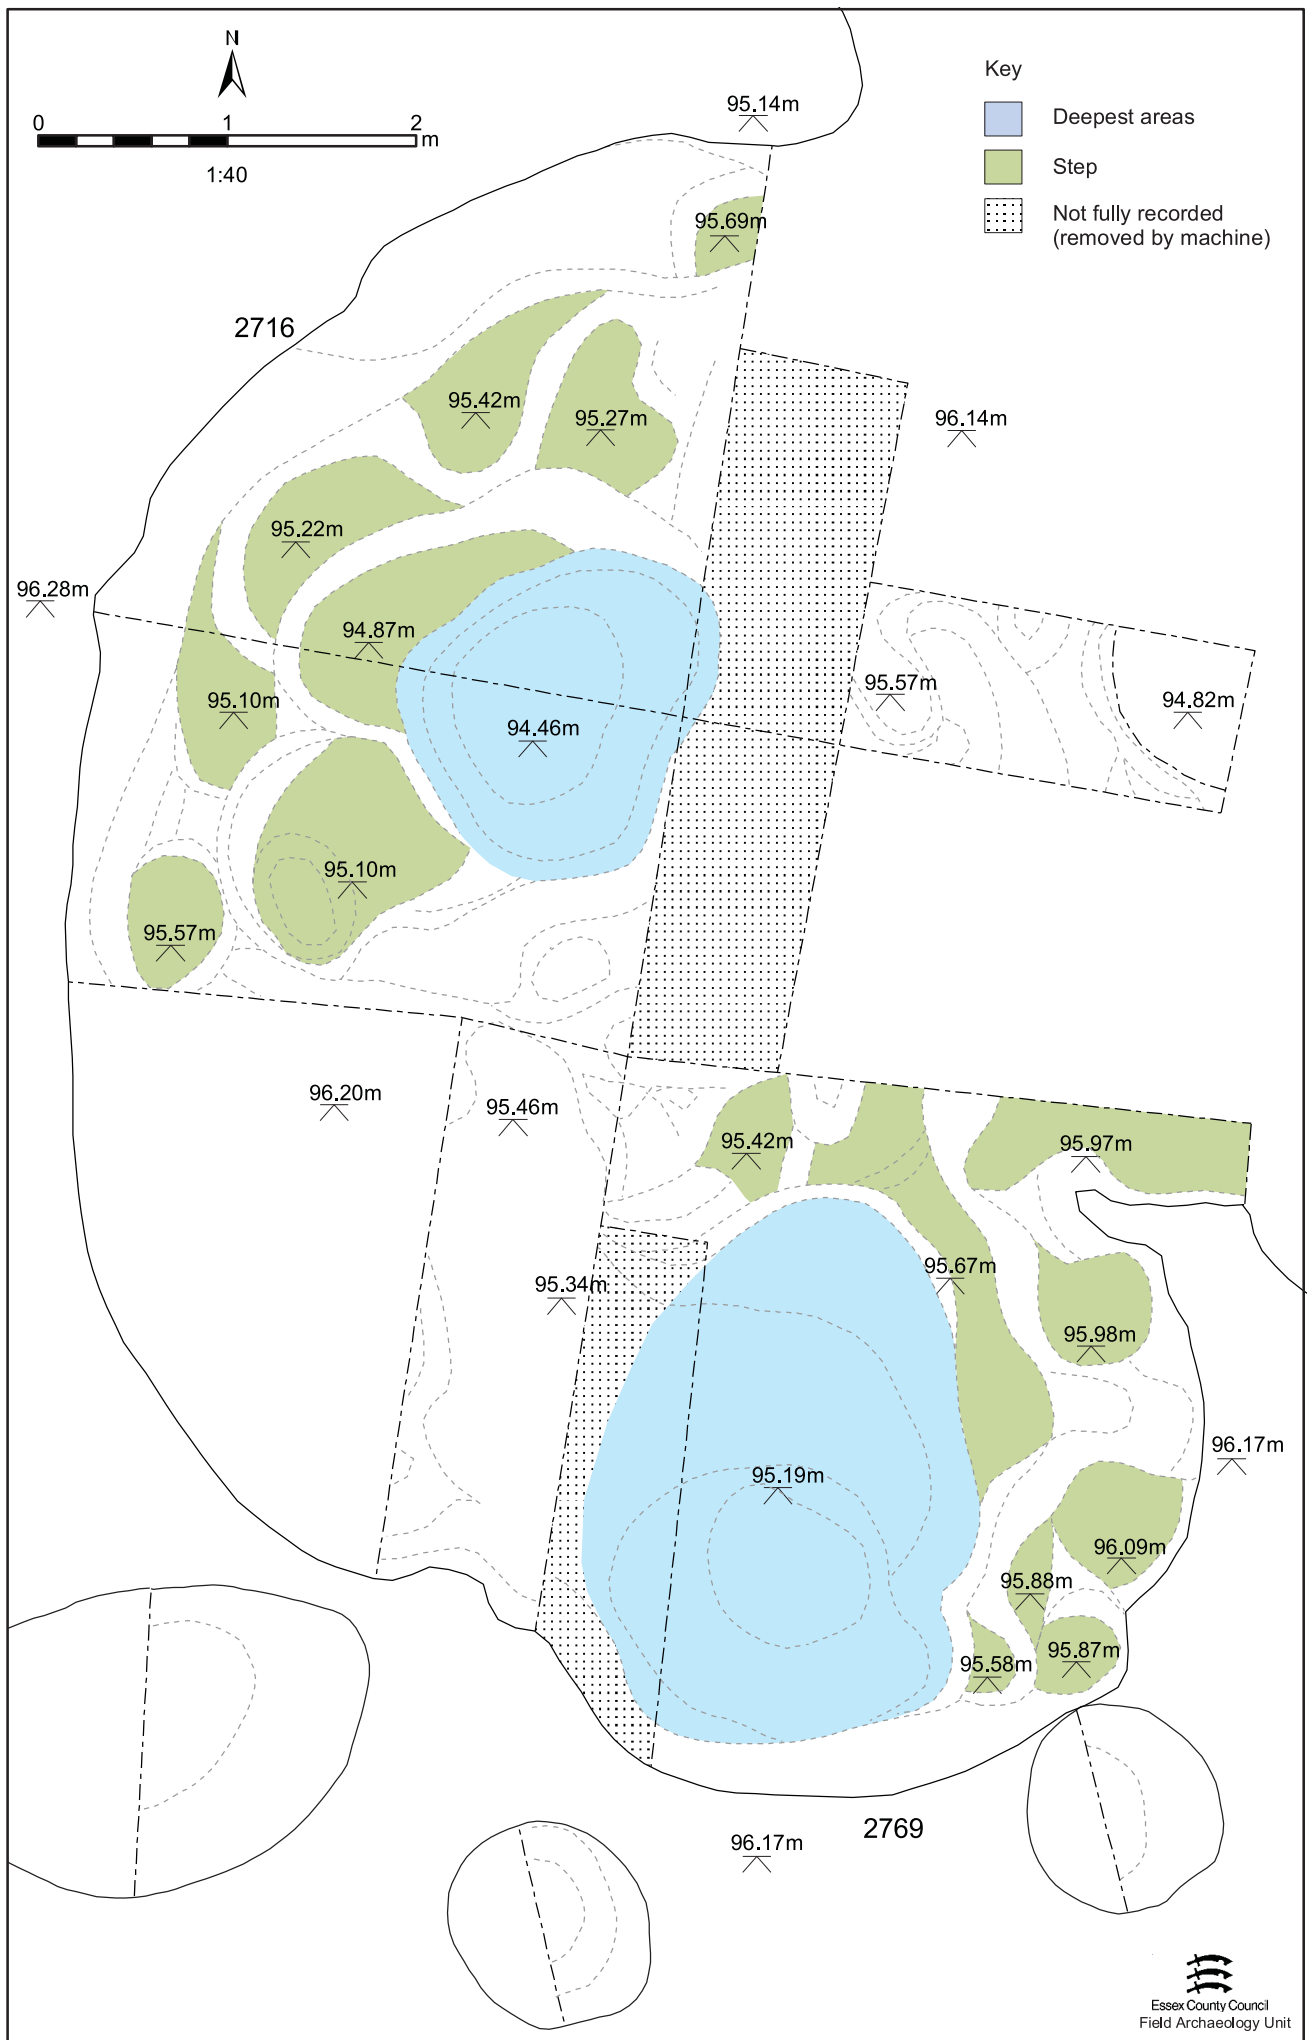 N
0 1 2
m
1:40
Key
Deepest areas
Step
Not fully recorded
(removed by machine)
95.14m
95.69m
2716
95.42m
95.27m
96.14m
95.22m
96.28m
94.87m
95.10m
94.46m
95.57m
94.82m
95.10m
95.57m
96.20m
95.46m
95.42m
95.97m
95.67m
95.34m
95.98m
96.17m
95.19m
96.09m
95.88m
95.87m
95.58m
2769
96.17m
Essex County Council
Field Archaeology Unit